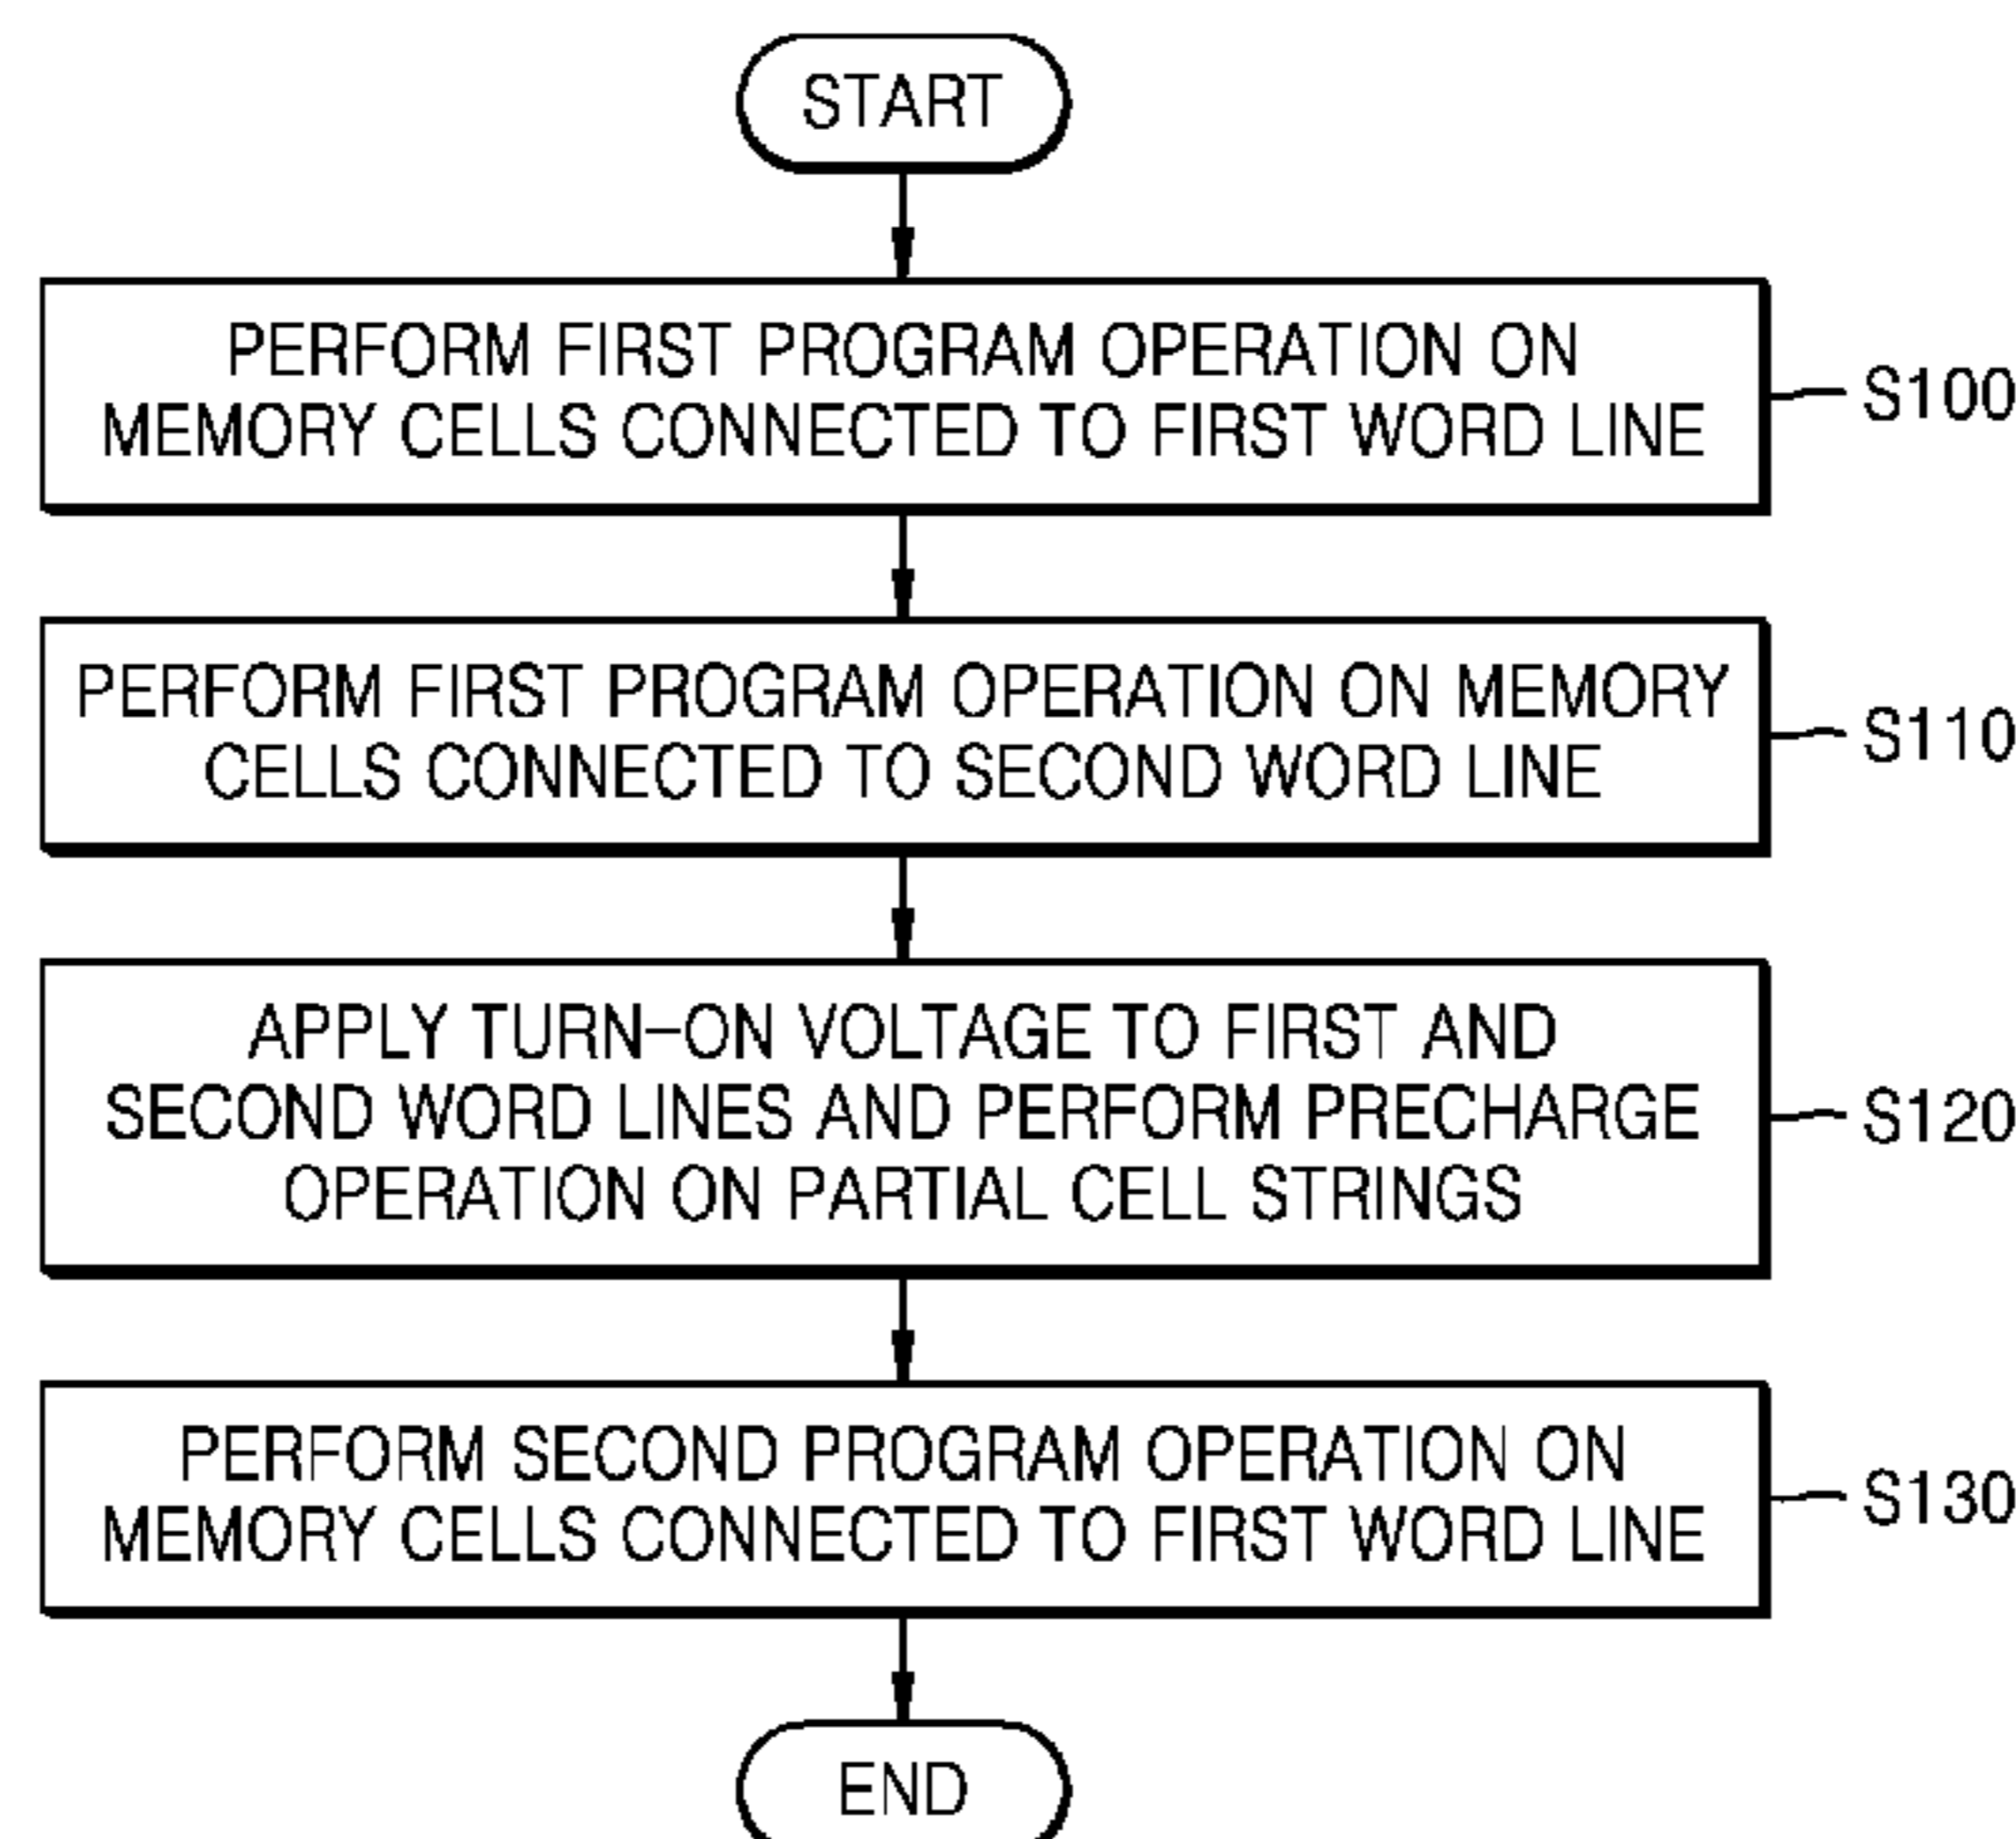 START
PERFORM FIRST PROGRAM OPERATION ON
MEMORY CELLS CONNECTED TO FIRST WORD LINE
S100
PERFORM FIRST PROGRAM OPERATION ON MEMORY
CELLS CONNECTED TO SECOND WORD LINE
S110
APPLY TURN-ON VOLTAGE TO FIRST AND
SECOND WORD LINES AND PERFORM PRECHARGE
OPERATION ON PARTIAL CELL STRINGS
S120
PERFORM SECOND PROGRAM OPERATION ON
MEMORY CELLS CONNECTED TO FIRST WORD LINE
S130
END